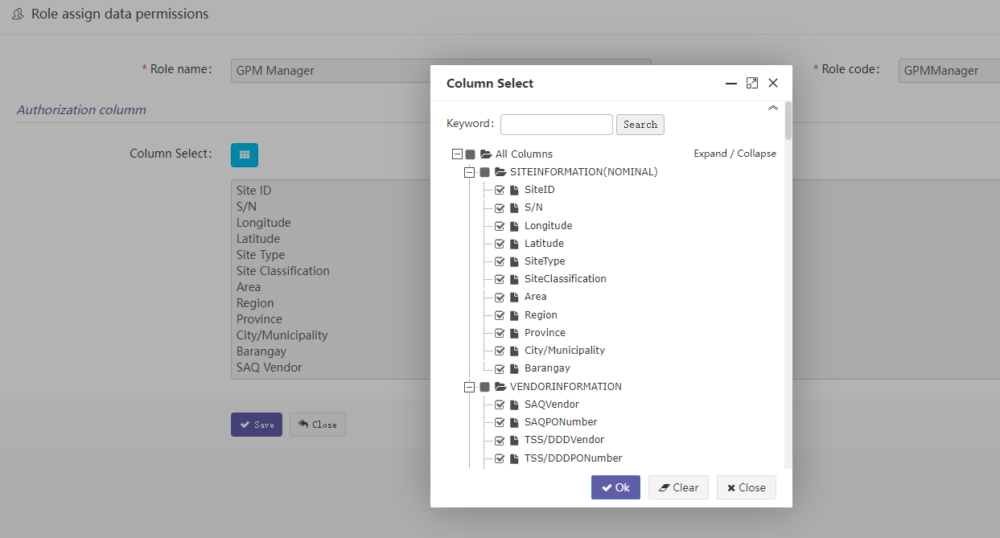 Role assign data permissions
* Role name:
GPM Manager
* Role code:
GPMManager
Authorization columm
Column Select:
Site ID
S/N
Longitude
Latitude
Site Type
Site Classification
Area
Region
Province
City/Municipality
Barangay
SAQ Vendor
Save
Close
Column Select
Keyword:
Search
All Columns
Expand / Collapse
SITEINFORMATION(NOMINAL)
SiteID
S/N
Longitude
Latitude
SiteType
SiteClassification
Area
Region
Province
City/Municipality
Barangay
VENDORINFORMATION
SAQVendor
SAQPONumber
TSS/DDDVendor
TSS/DDDPONumber
Ok
Clear
Close